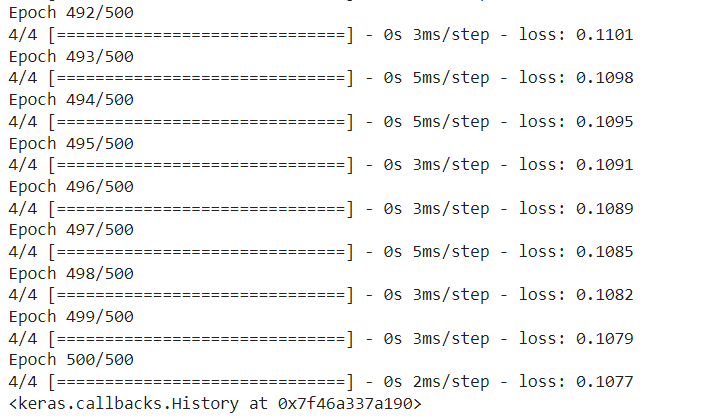 Epoch 492/500
4/4 [==============================] - 0s 3ms/step - loss: 0.1101
Epoch 493/500
4/4 [==============================] - 0s 5ms/step - loss: 0.1098
Epoch 494/500
4/4 [==============================] - 0s 5ms/step - loss: 0.1095
Epoch 495/500
4/4 [==============================] - 0s 3ms/step - loss: 0.1091
Epoch 496/500
4/4 [==============================] - 0s 3ms/step - loss: 0.1089
Epoch 497/500
4/4 [==============================] - 0s 5ms/step - loss: 0.1085
Epoch 498/500
4/4 [==============================] - 0s 3ms/step - loss: 0.1082
Epoch 499/500
4/4 [==============================] - 0s 3ms/step - loss: 0.1079
Epoch 500/500
4/4 [==============================] - 0s 2ms/step - loss: 0.1077
<keras.callbacks.History at 0x7f46a337a190>